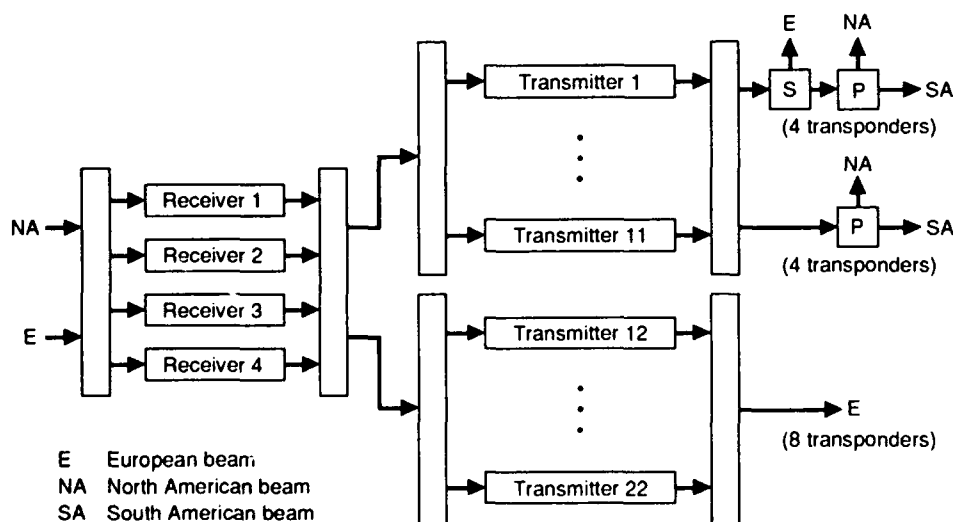 E NA
Transmitter 1
S P SA
(4 transponders)
NA
Receiver 1
NA
Receiver 2
Transmitter 11
P SA
(4 transponders)
Receiver 3
E
Transmitter 12
Receiver 4
E
(8 transponders)
E European beam
NA North American beam
Transmitter 22
SA South American beam